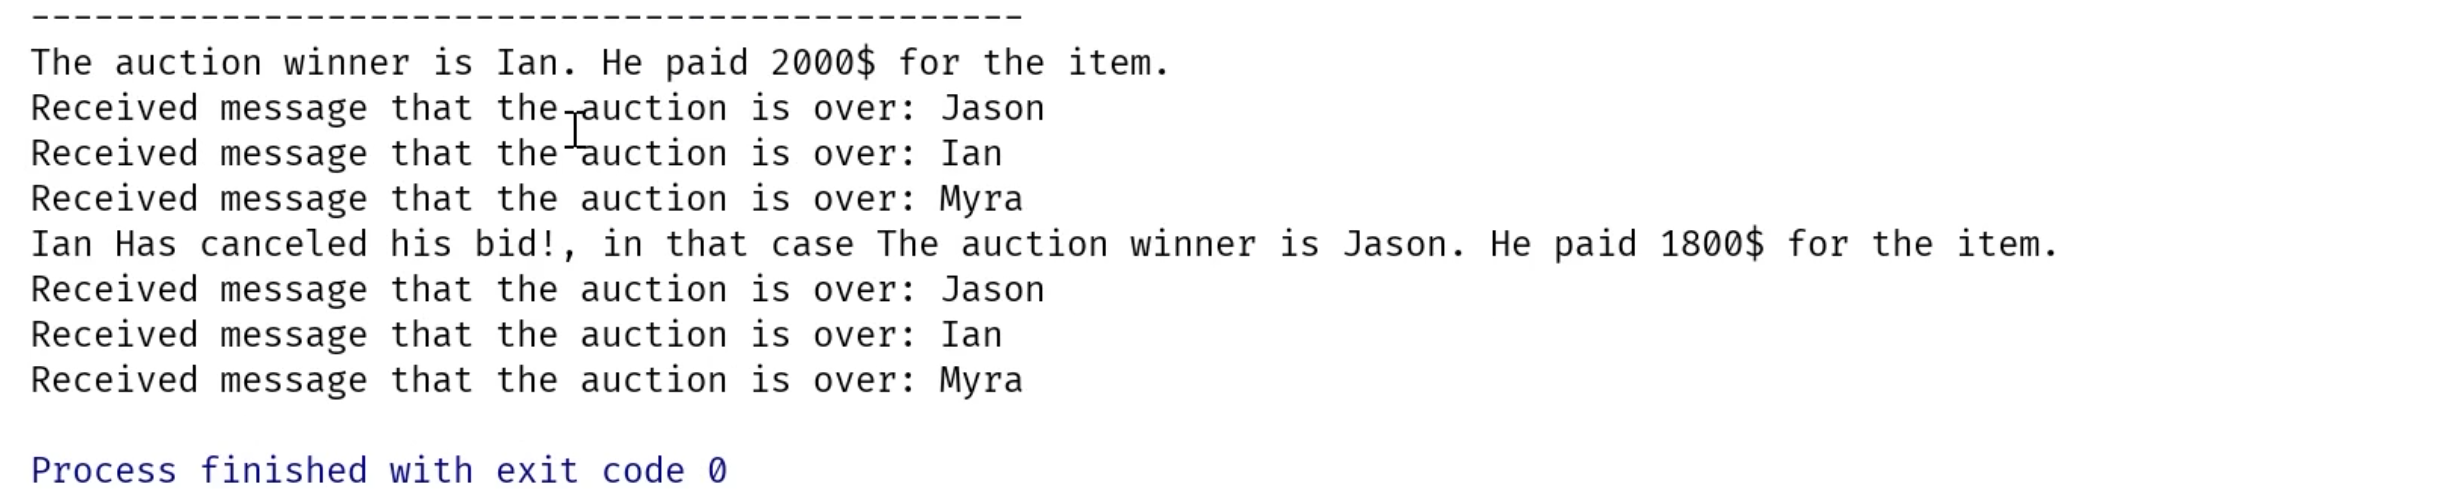 ------------------------------------------------
The auction winner is Ian. He paid 2000$ for the item.
Received message that the auction is over: Jason
Received message that the auction is over: Ian
Received message that the auction is over: Myra
Ian Has canceled his bid!, in that case The auction winner is Jason. He paid 1800$ for the item.
Received message that the auction is over: Jason
Received message that the auction is over: Ian
Received message that the auction is over: Myra
Process finished with exit code 0